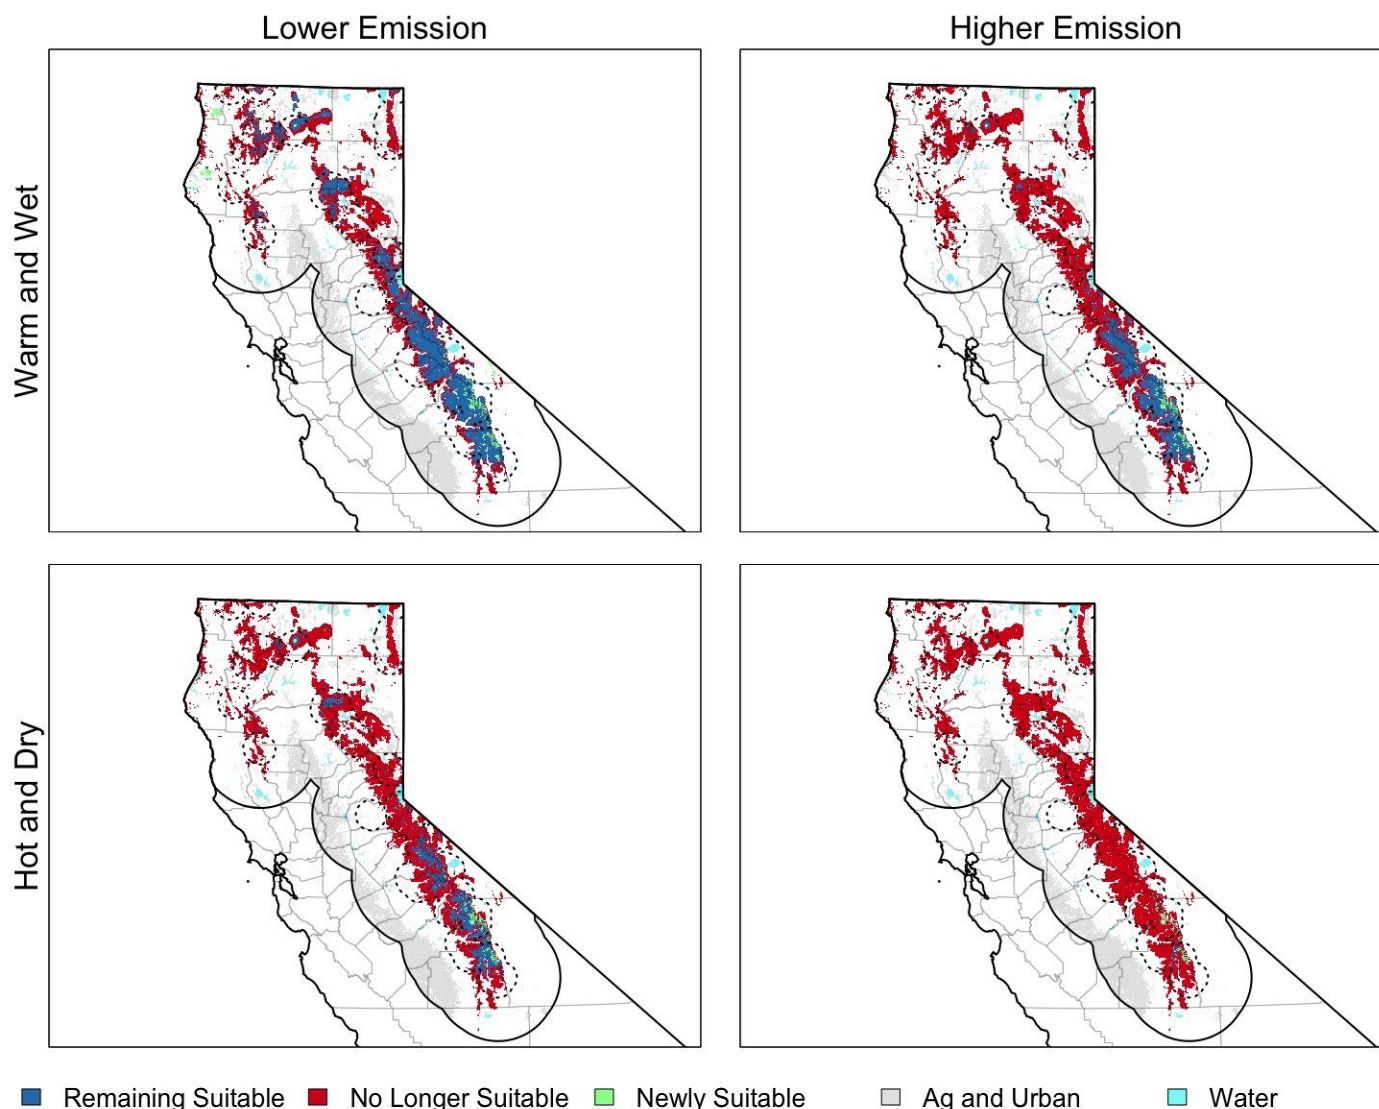 Lower Emission
Higher Emission
Warm and Wet
Hot and Dry
Remaining Suitable
No Longer Suitable
Newly Suitable
Ag and Urban
Water